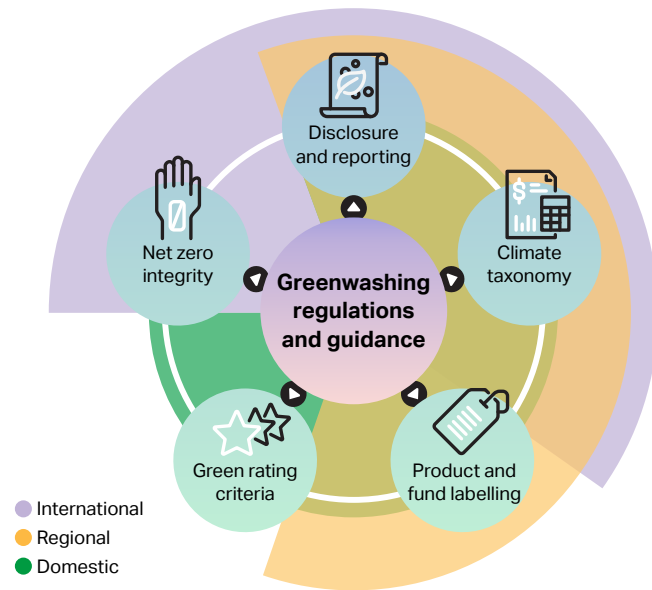 Disclosure
and reporting
Net zero
integrity
$
Climate
taxonomy
Greenwashing
regulations
and guidance
Green rating
criteria
Product and
fund labelling
International
Regional
Domestic